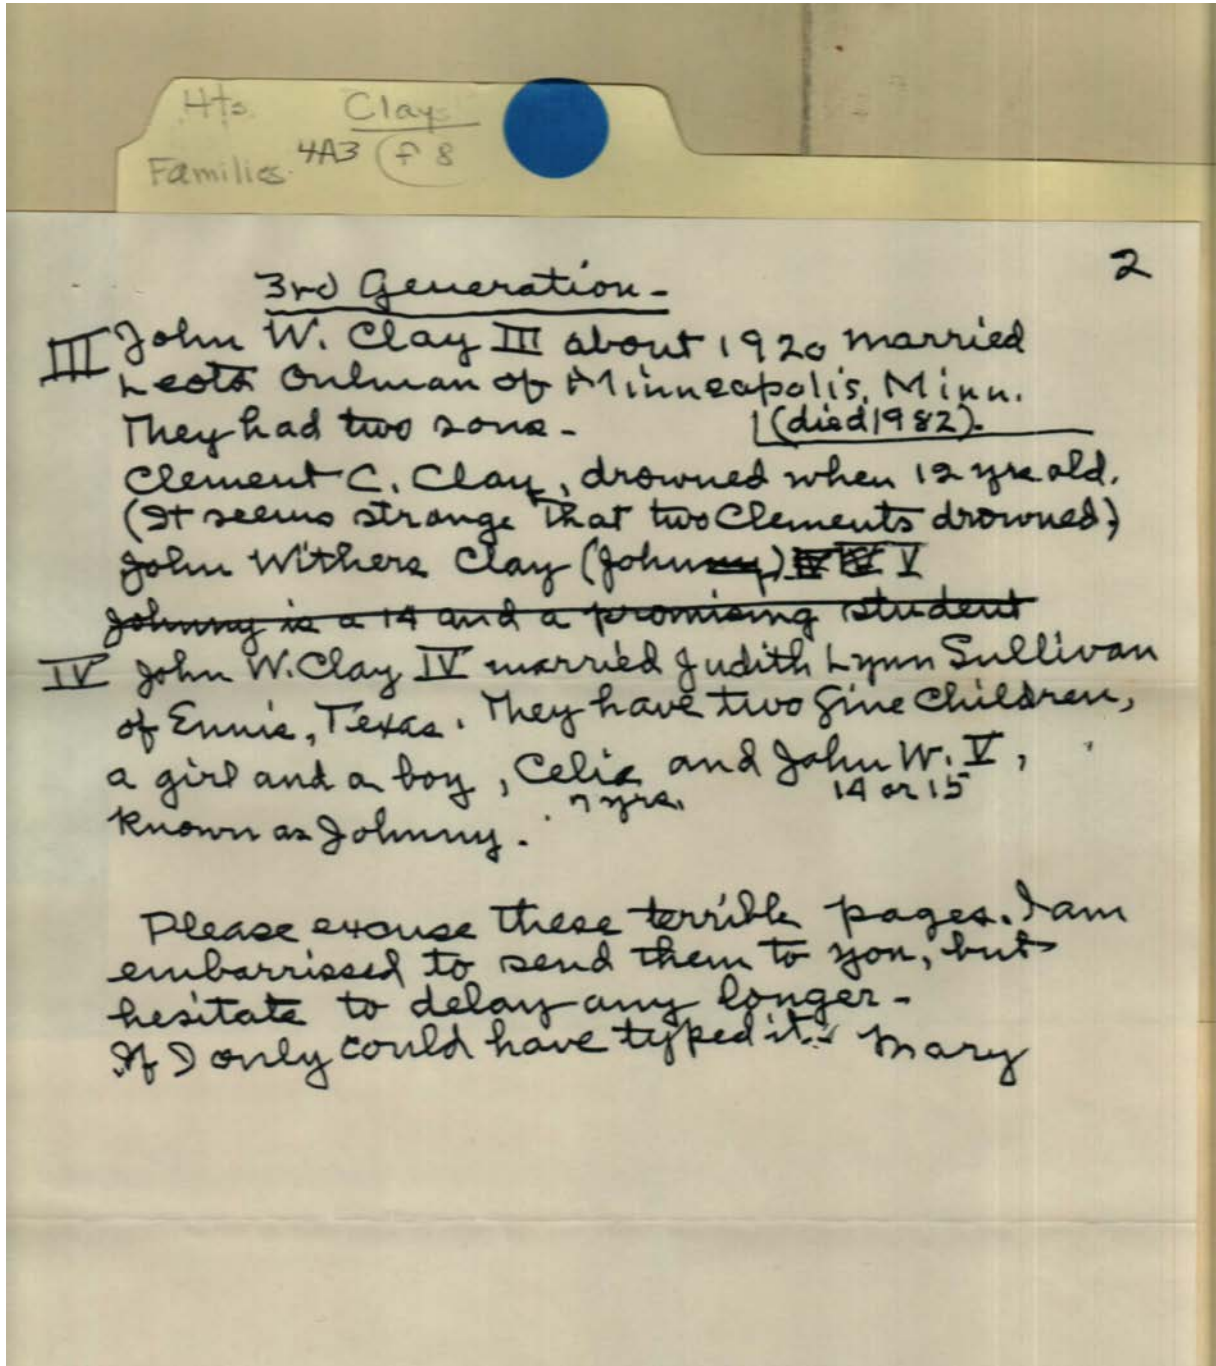 Hts. Clay
Families. 4A3 f 8
2
3rd Generation-
III John W. Clay III about 1920 married
Leota Oulman of Minneapolis, Minn.
They had two sons- (died 1982).
Clement C. Clay, drowned when 12 yrs old.
(It seems strange that two Clements drowned)
John Withers Clay (Johnny) IV IV V
Johnny is a 14 and a promising student
IV John W. Clay IV married Judith Lynn Sullivan
of Ennis, Texas. They have two fine children,
a girl and a boy, Celia and John W. V,
7 yrs. 14 or 15
known as Johnny.
Please excuse these terrible pages. I am
embarrissed to send them to you, but
hesitate to delay any longer-
If I only could have typed it.- Mary